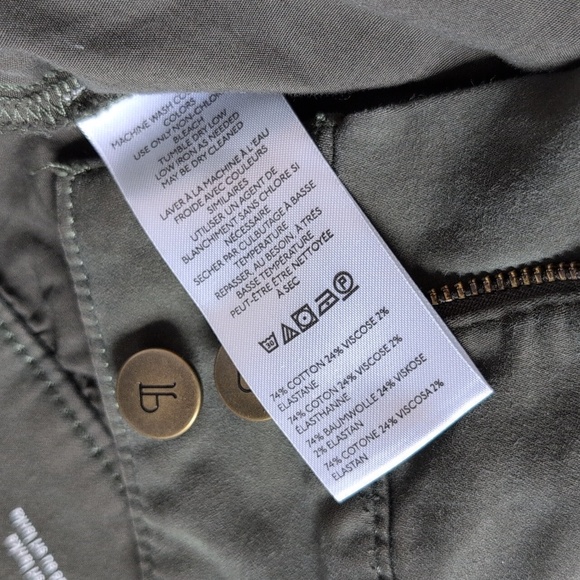 MACHINE WASH
COLORS
USE ONLY NON-CHLOR
BLEACH
TUMBLE DRY LOW
LOW IRON AS NEEDED
MAY BE DRY CLEANED
LAVER À LA MACHINE À L'EAU
FROIDE AVEC COULEURS
SIMILAIRES
UTILISER UN AGENT DE
BLANCHIMENT SANS CHLORE SI
NÉCESSAIRE
SÉCHER PAR CULBUTAGE À BASSE
TEMPÉRATURE
REPASSER, AU BESOIN, À TRÈS
BASSE TEMPÉRATURE
PEUT-ÊTRE ÊTRE NETTOYÉE
À SEC
30 P
74% COTTON 24% VISCOSE 2%
ELASTANE
74% COTON 24% VISCOSE 2%
ÉLASTHANNE
74% BAUMWOLLE 24% VISKOSE
2% ELASTAN
74% COTONE 24% VISCOSA 2%
ELASTAN